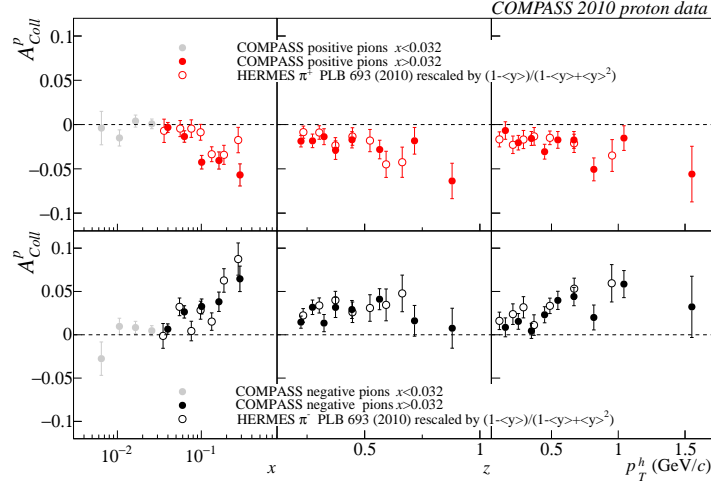 COMPASS 2010 proton data
A^p_Coll
0.1
COMPASS positive pions x<0.032
COMPASS positive pions x>0.032
HERMES π⁺ PLB 693 (2010) rescaled by (1-<y>)/(1-<y>+<y>²)
0.05
0
−0.05
−0.1
A^p_Coll
0.1
0.05
0
−0.05
COMPASS negative pions x<0.032
COMPASS negative pions x>0.032
−0.1
HERMES π⁻ PLB 693 (2010) rescaled by (1-<y>)/(1-<y>+<y>²)
10⁻² 10⁻¹ 0.5 1 0.5 1 1.5
x z p_T^h (GeV/c)